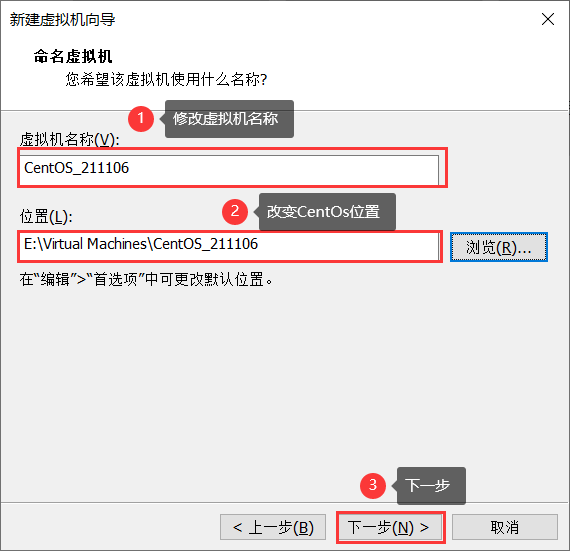 新建虚拟机向导
命名虚拟机
您希望该虚拟机使用什么名称?
1 修改虚拟机名称
虚拟机名称(V):
CentOS_211106
2 改变CentOs位置
位置(L):
E:\Virtual Machines\CentOS_211106
浏览(R)...
在“编辑”>“首选项”中可更改默认位置。
3 下一步
< 上一步(B)
下一步(N) >
取消